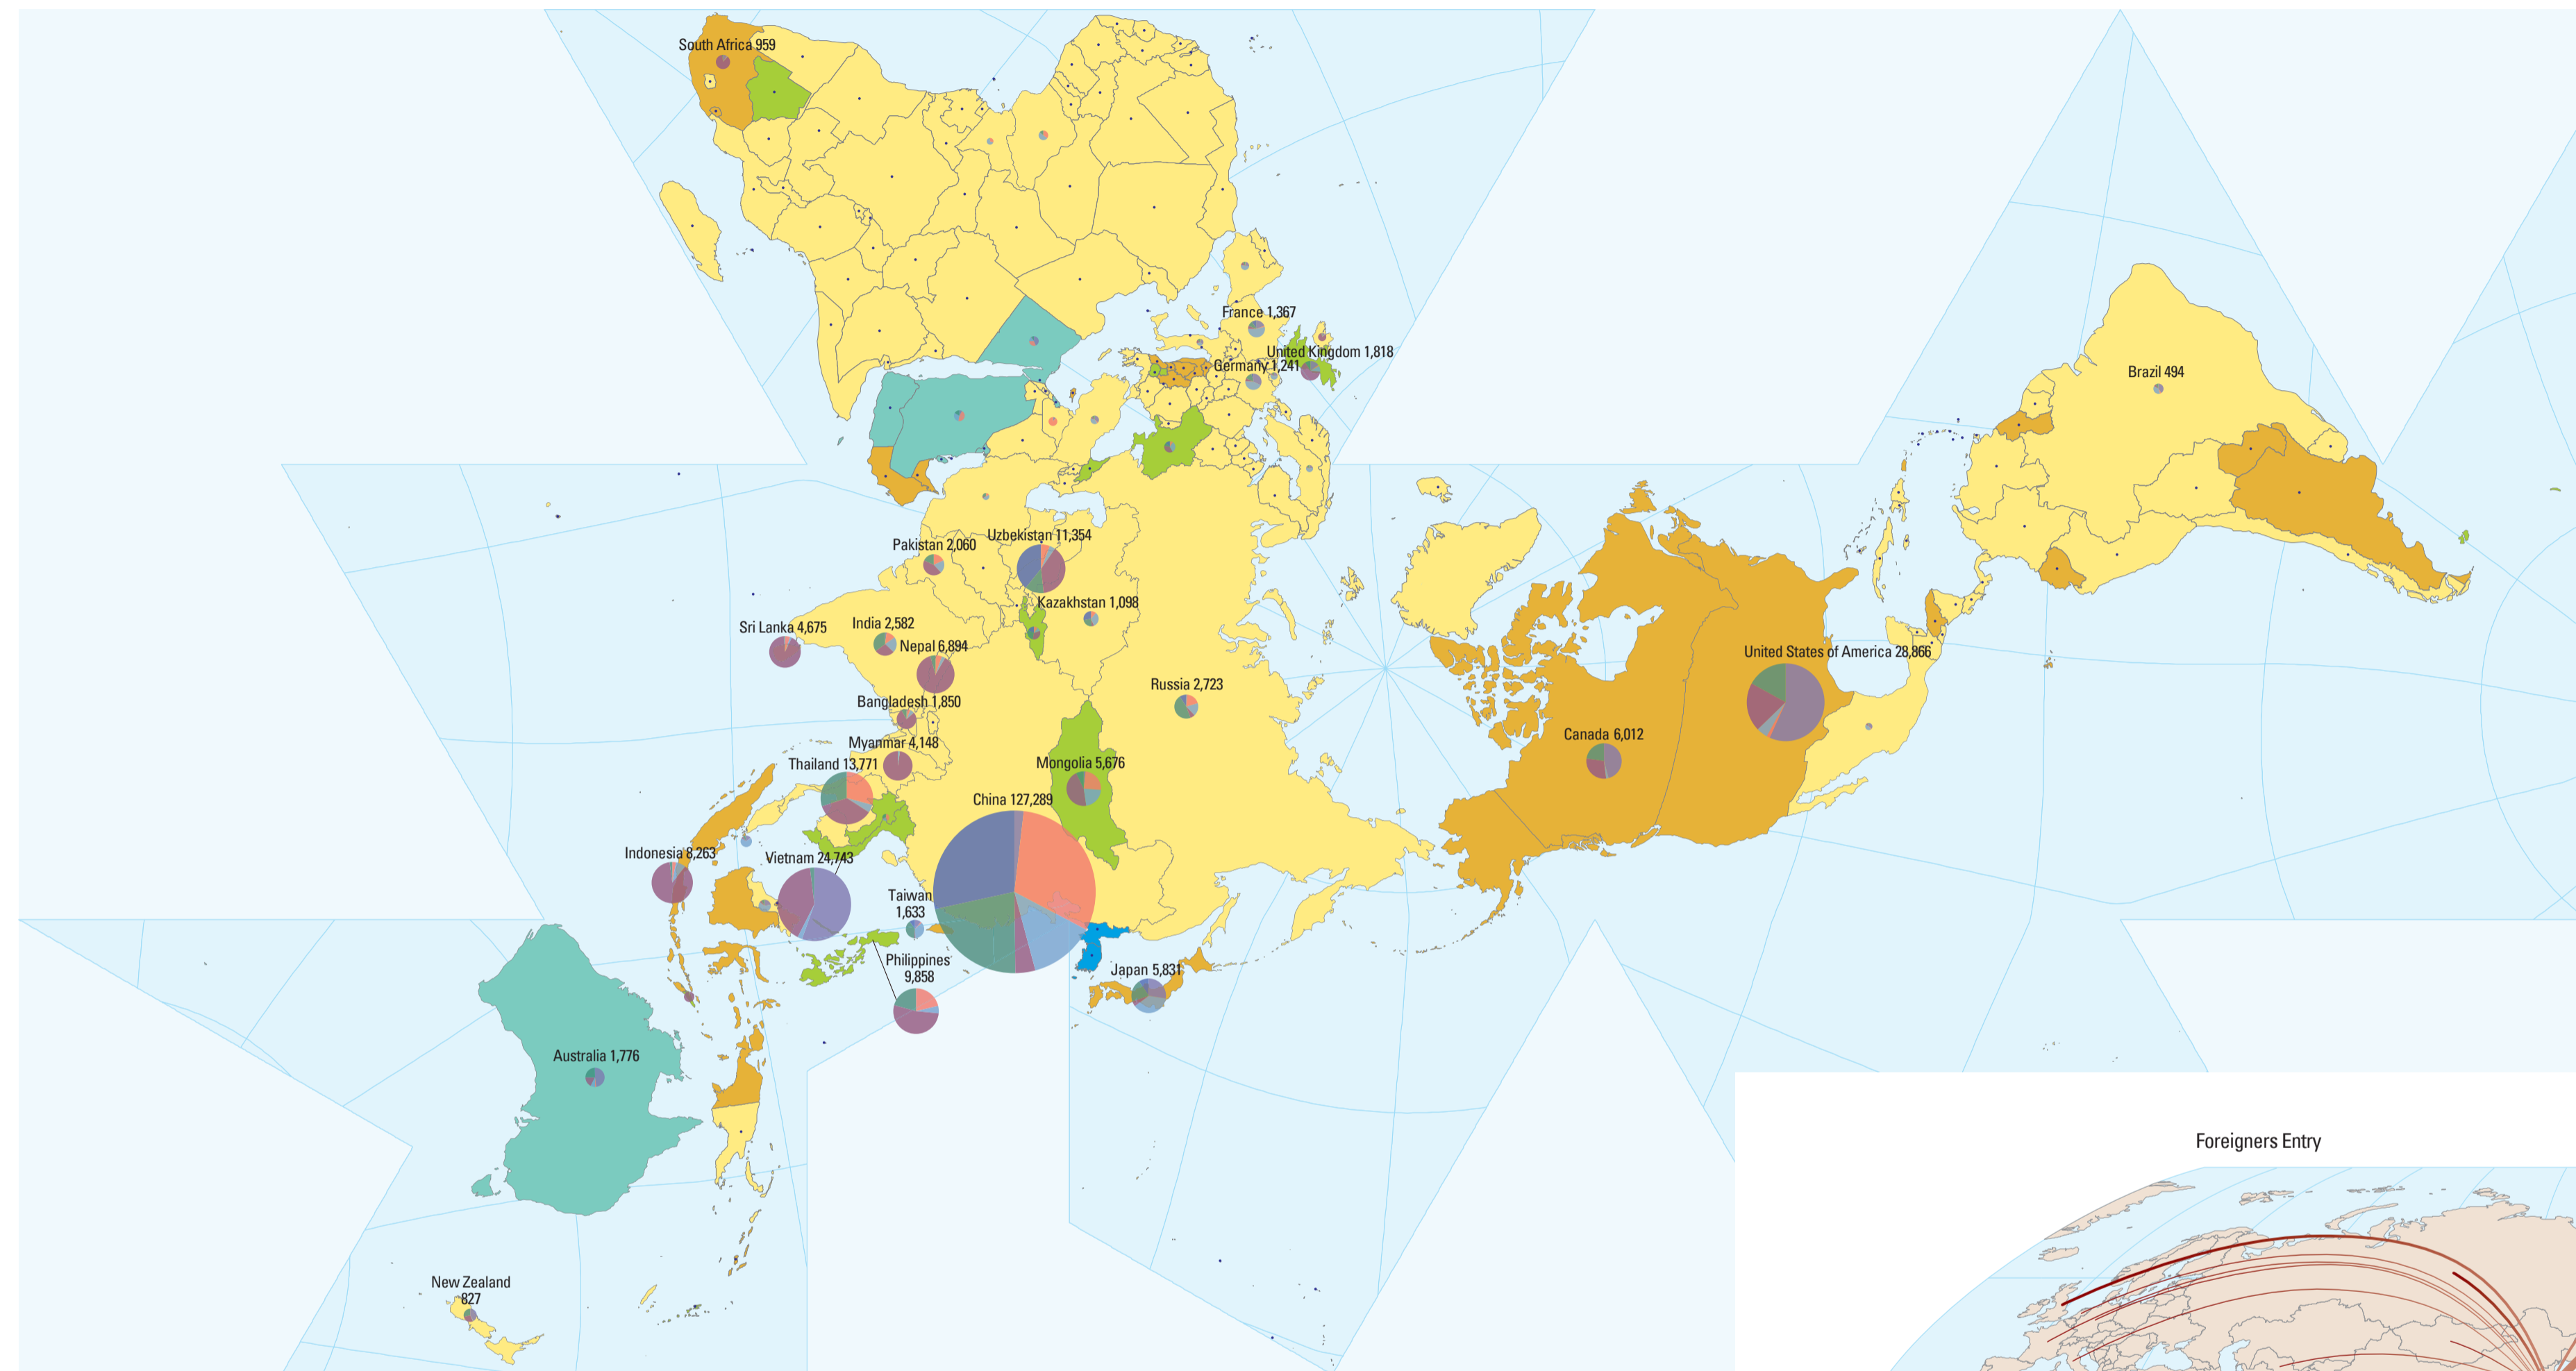 South Africa 959
France 1,367
United Kingdom 1,818
Germany 1,241
Brazil 494
Uzbekistan 11,354
Pakistan 2,060
Kazakhstan 1,098
India 2,582
Sri Lanka 4,675
Nepal 6,894
United States of America 28,866
Russia 2,723
Bangladesh 1,850
Canada 6,012
Myanmar 4,148
Thailand 13,771
Mongolia 5,676
China 127,289
Indonesia 8,263
Vietnam 24,743
Taiwan
1,633
Philippines
9,858
Japan 5,831
Australia 1,776
Foreigners Entry
New Zealand
827